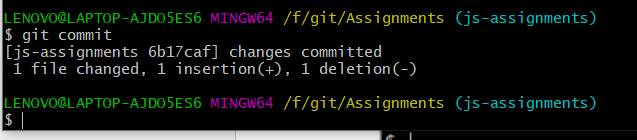 LENOVO@LAPTOP-AJDO5ES6 MINGW64 /f/git/Assignments (js-assignments)
$ git commit
[js-assignments 6b17caf] changes committed
 1 file changed, 1 insertion(+), 1 deletion(-)
LENOVO@LAPTOP-AJDO5ES6 MINGW64 /f/git/Assignments (js-assignments)
$